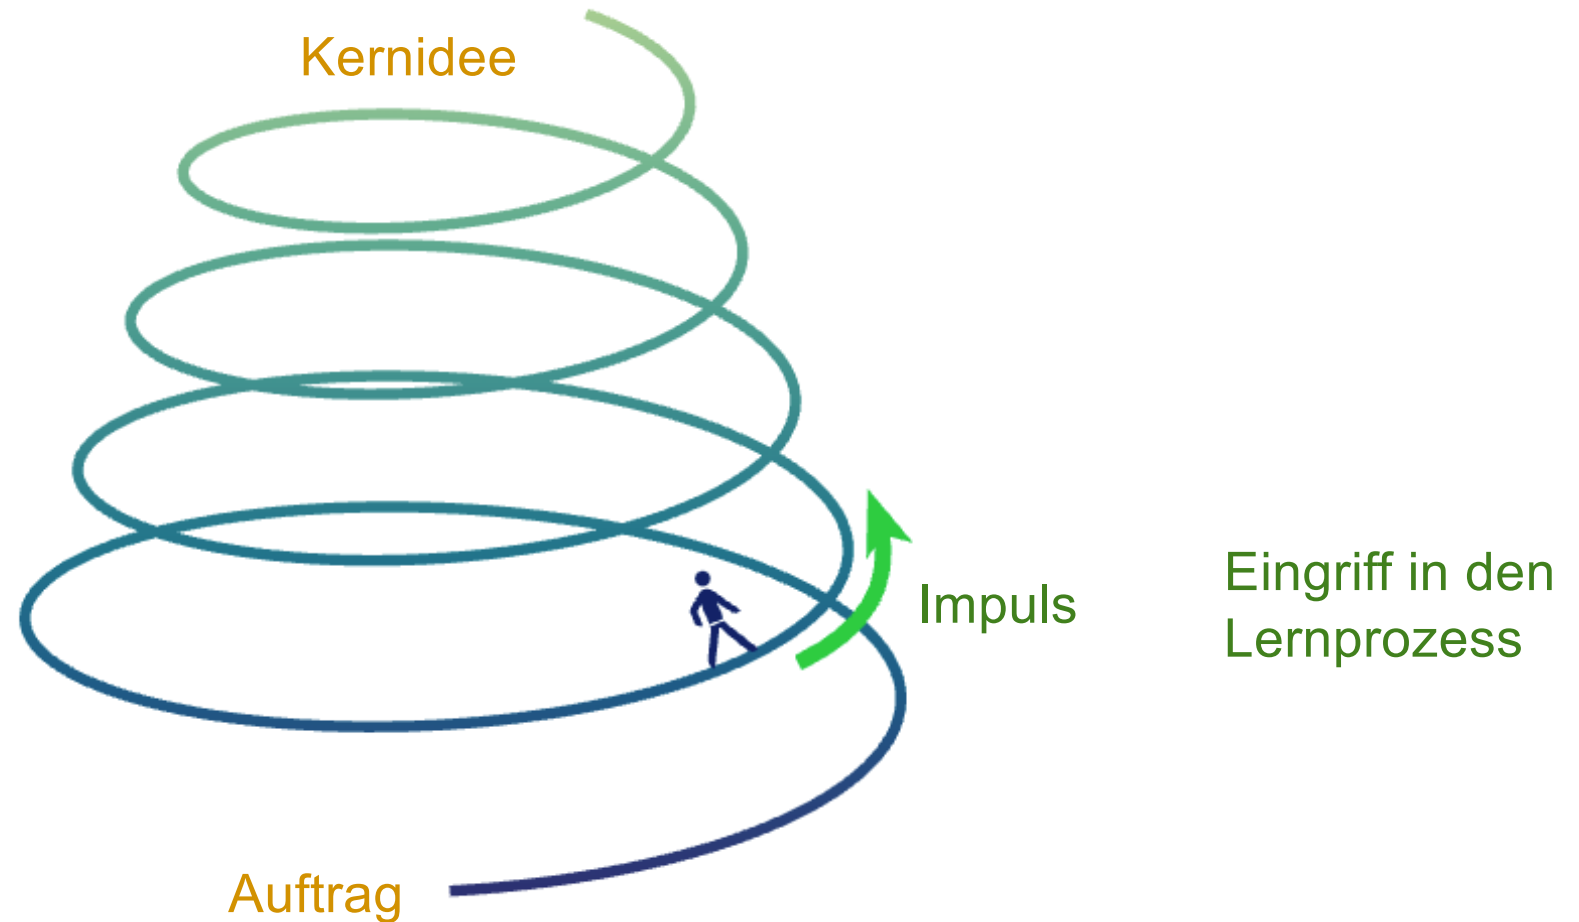 Kernidee
Impuls
Eingriff in den
Lernprozess
Auftrag